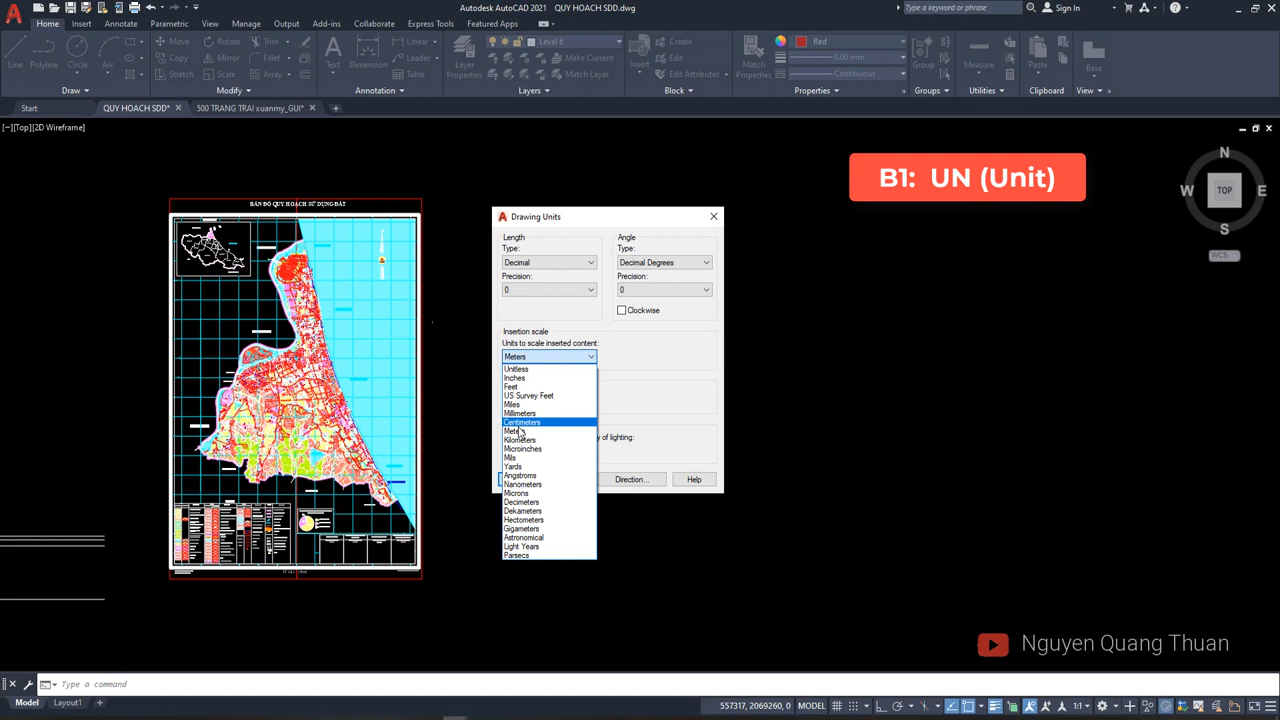 Autodesk AutoCAD 2021 QUY HOACH SDD.dwg
Type a keyword or phrase
Sign In
Home Insert Annotate Parametric View Manage Output Add-ins Collaborate Express Tools Featured Apps
Line Polyline Circle Arc
Move Rotate Trim
Copy Mirror Fillet
Stretch Scale Array
Text Dimension
Linear
Leader
Table
Layer Properties
Level 6
Make Current
Match Layer
Insert
Create
Edit
Edit Attributes
Match Properties
Red
0.00 mm
Continuous
Group
Measure
Paste
Base
Draw Modify Annotation Layers Block Properties Groups Utilities Clipboard View
Start QUY HOACH SDD* 500 TRANG TRAI xuanmy_GUI*
[−][Top][2D Wireframe]
B1: UN (Unit)
N
W TOP E
S
WCS
BẢN ĐỒ QUY HOẠCH SỬ DỤNG ĐẤT
Drawing Units
Length Angle
Type: Type:
Decimal Decimal Degrees
Precision: Precision:
0 0
Clockwise
Insertion scale
Units to scale inserted content:
Meters
Unitless
Inches
Feet
US Survey Feet
Miles
Millimeters
Centimeters
Meters
Kilometers
Microinches
Mils
Yards
Angstroms
Nanometers
Microns
Decimeters
Dekameters
Hectometers
Gigameters
Astronomical
Light Years
Parsecs
y of lighting:
Direction... Help
Nguyen Quang Thuan
Type a command
Model Layout1
557317, 2069260, 0 MODEL